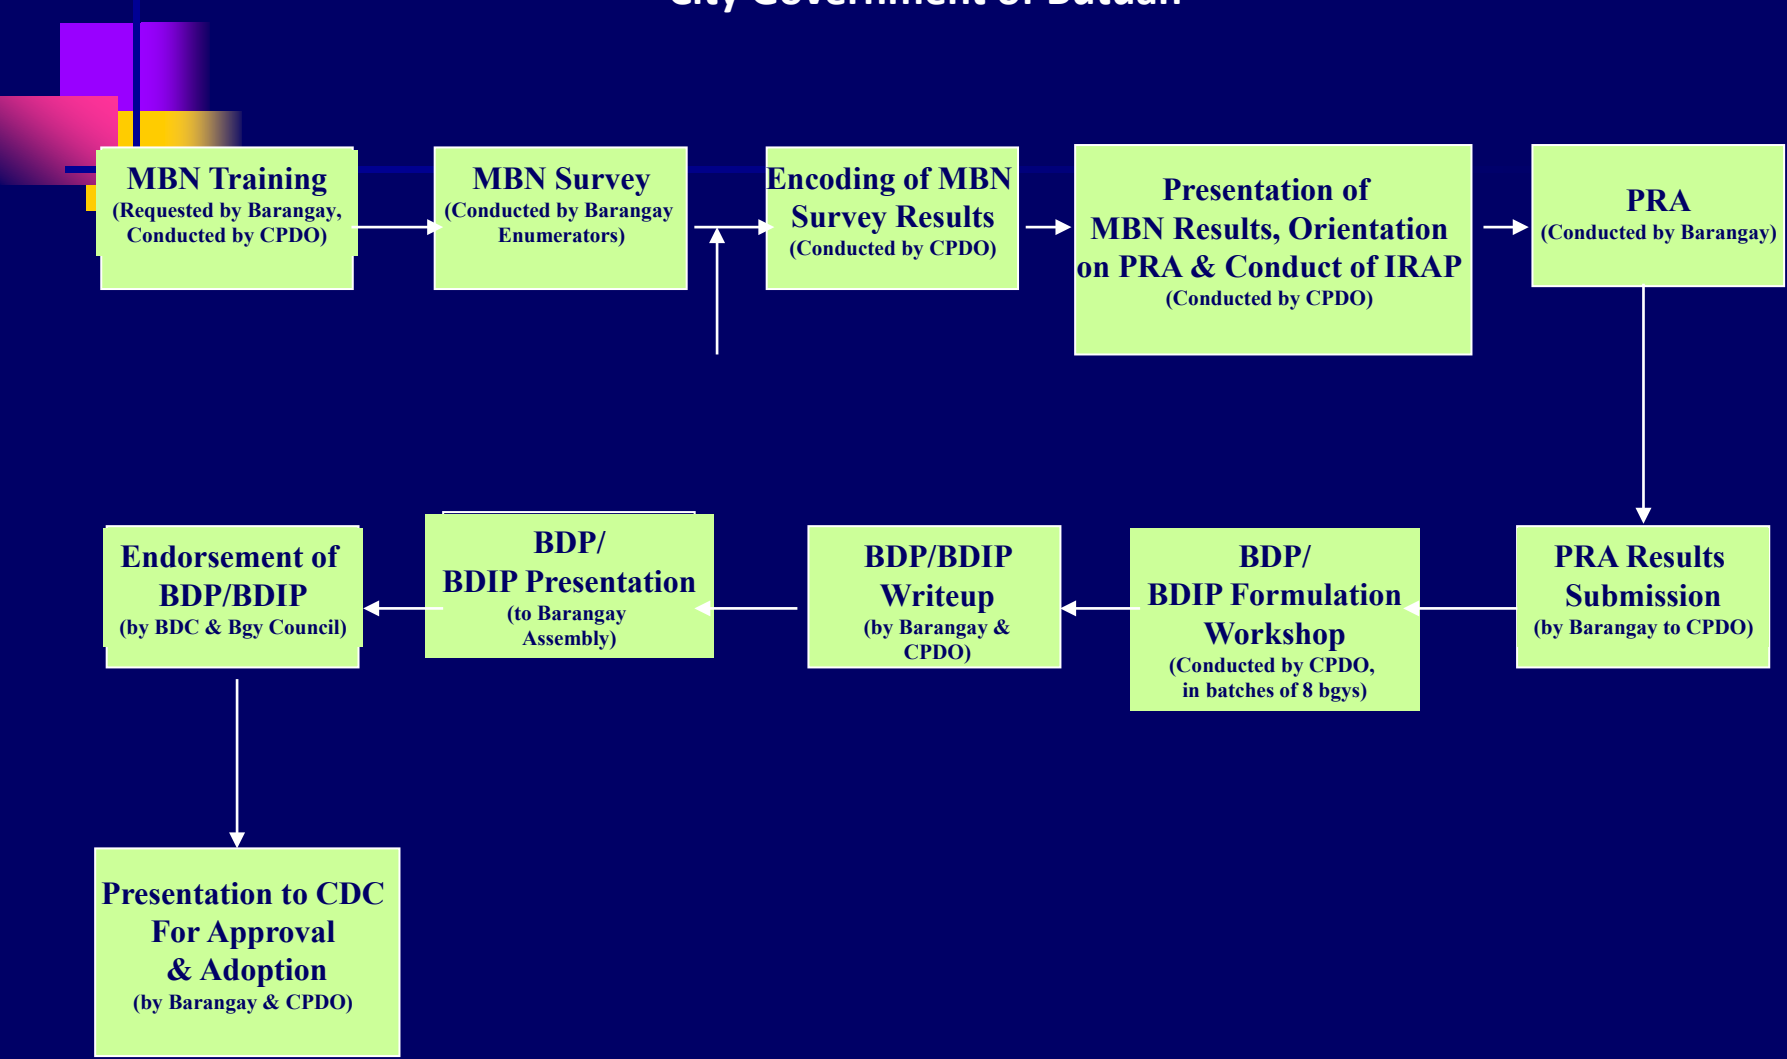 City Government of Butuan
MBN Training
(Requested by Barangay,
Conducted by CPDO)
MBN Survey
(Conducted by Barangay
Enumerators)
Encoding of MBN
Survey Results
(Conducted by CPDO)
Presentation of
MBN Results, Orientation
on PRA & Conduct of IRAP
(Conducted by CPDO)
PRA
(Conducted by Barangay)
Endorsement of
BDP/BDIP
(by BDC & Bgy Council)
BDP/
BDIP Presentation
(to Barangay
Assembly)
BDP/BDIP
Writeup
(by Barangay &
CPDO)
BDP/
BDIP Formulation
Workshop
(Conducted by CPDO,
in batches of 8 bgys)
PRA Results
Submission
(by Barangay to CPDO)
Presentation to CDC
For Approval
& Adoption
(by Barangay & CPDO)